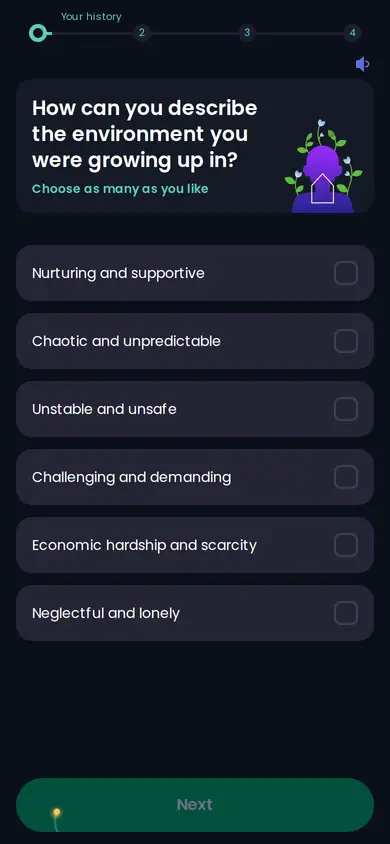 Your history
2
3
4
How can you describe
the environment you
were growing up in?
Choose as many as you like
Nurturing and supportive
Chaotic and unpredictable
Unstable and unsafe
Challenging and demanding
Economic hardship and scarcity
Neglectful and lonely
Next